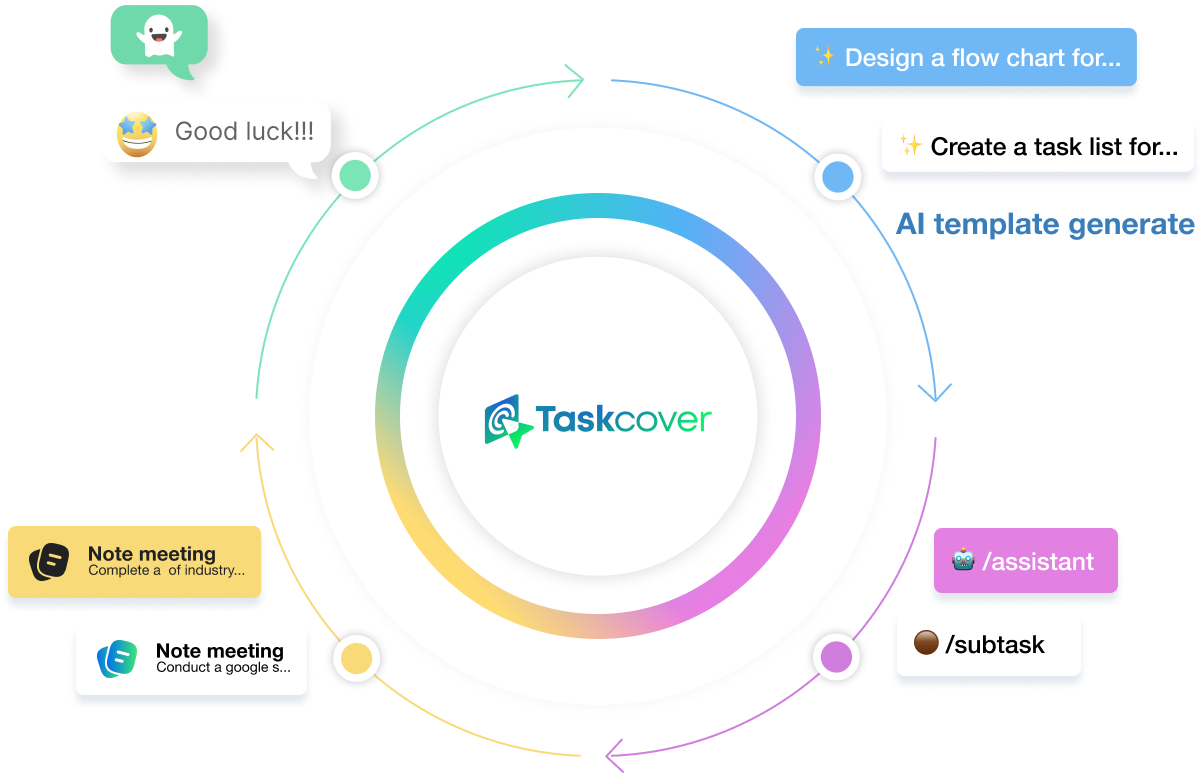 Design a flow chart for...
Good luck!!!
Create a task list for...
AI template generate
Taskcover
Note meeting
Complete a of industry...
/assistant
Note meeting
Conduct a google s...
/subtask